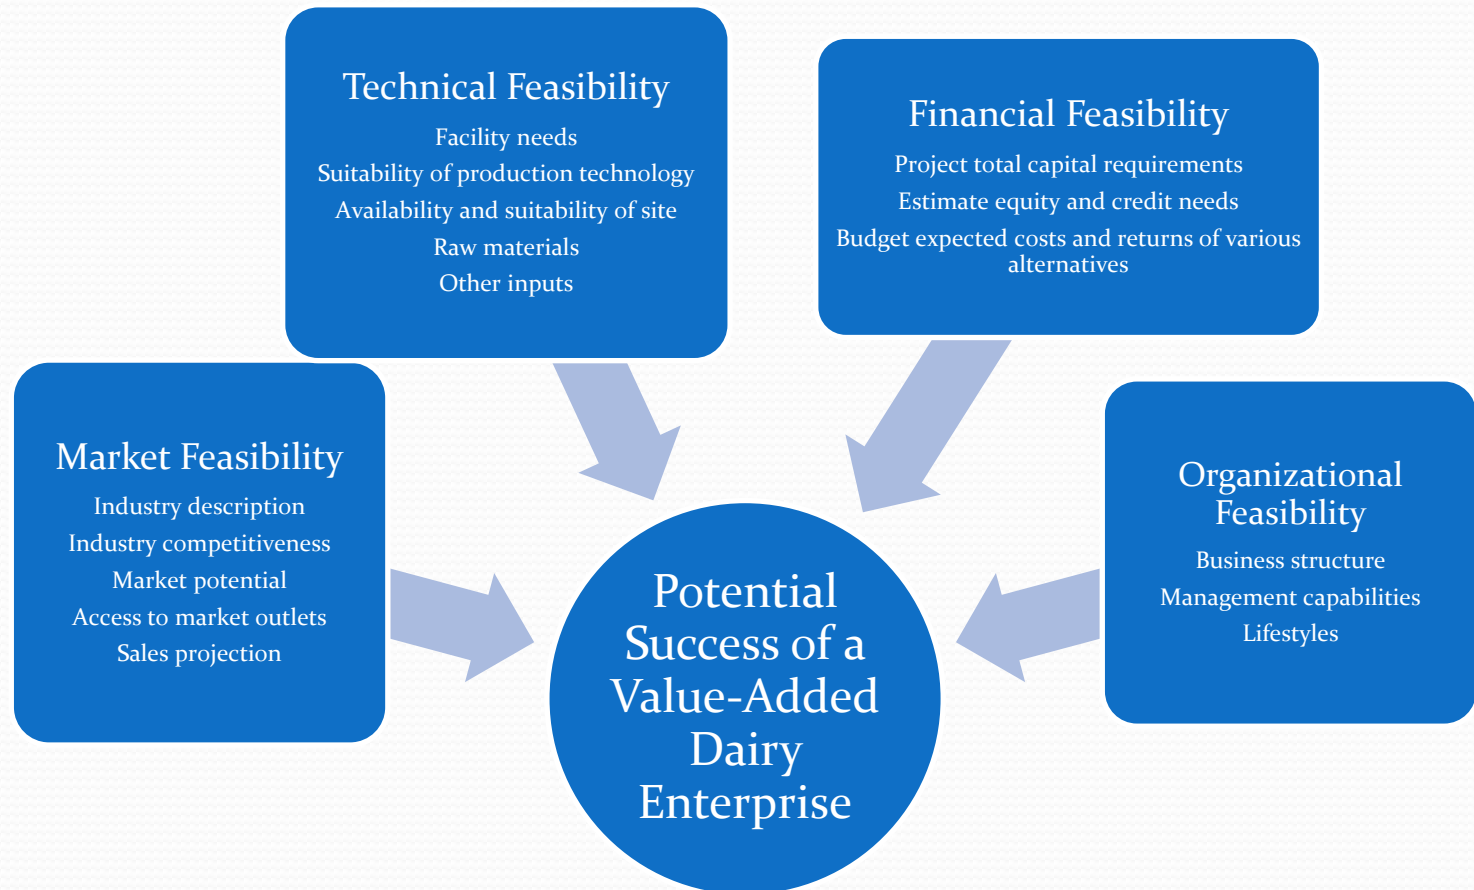 Technical Feasibility
Facility needs
Suitability of production technology
Availability and suitability of site
Raw materials
Other inputs
Financial Feasibility
Project total capital requirements
Estimate equity and credit needs
Budget expected costs and returns of various
alternatives
Market Feasibility
Industry description
Industry competitiveness
Market potential
Access to market outlets
Sales projection
Organizational
Feasibility
Business structure
Management capabilities
Lifestyles
Potential
Success of a
Value-Added
Dairy
Enterprise